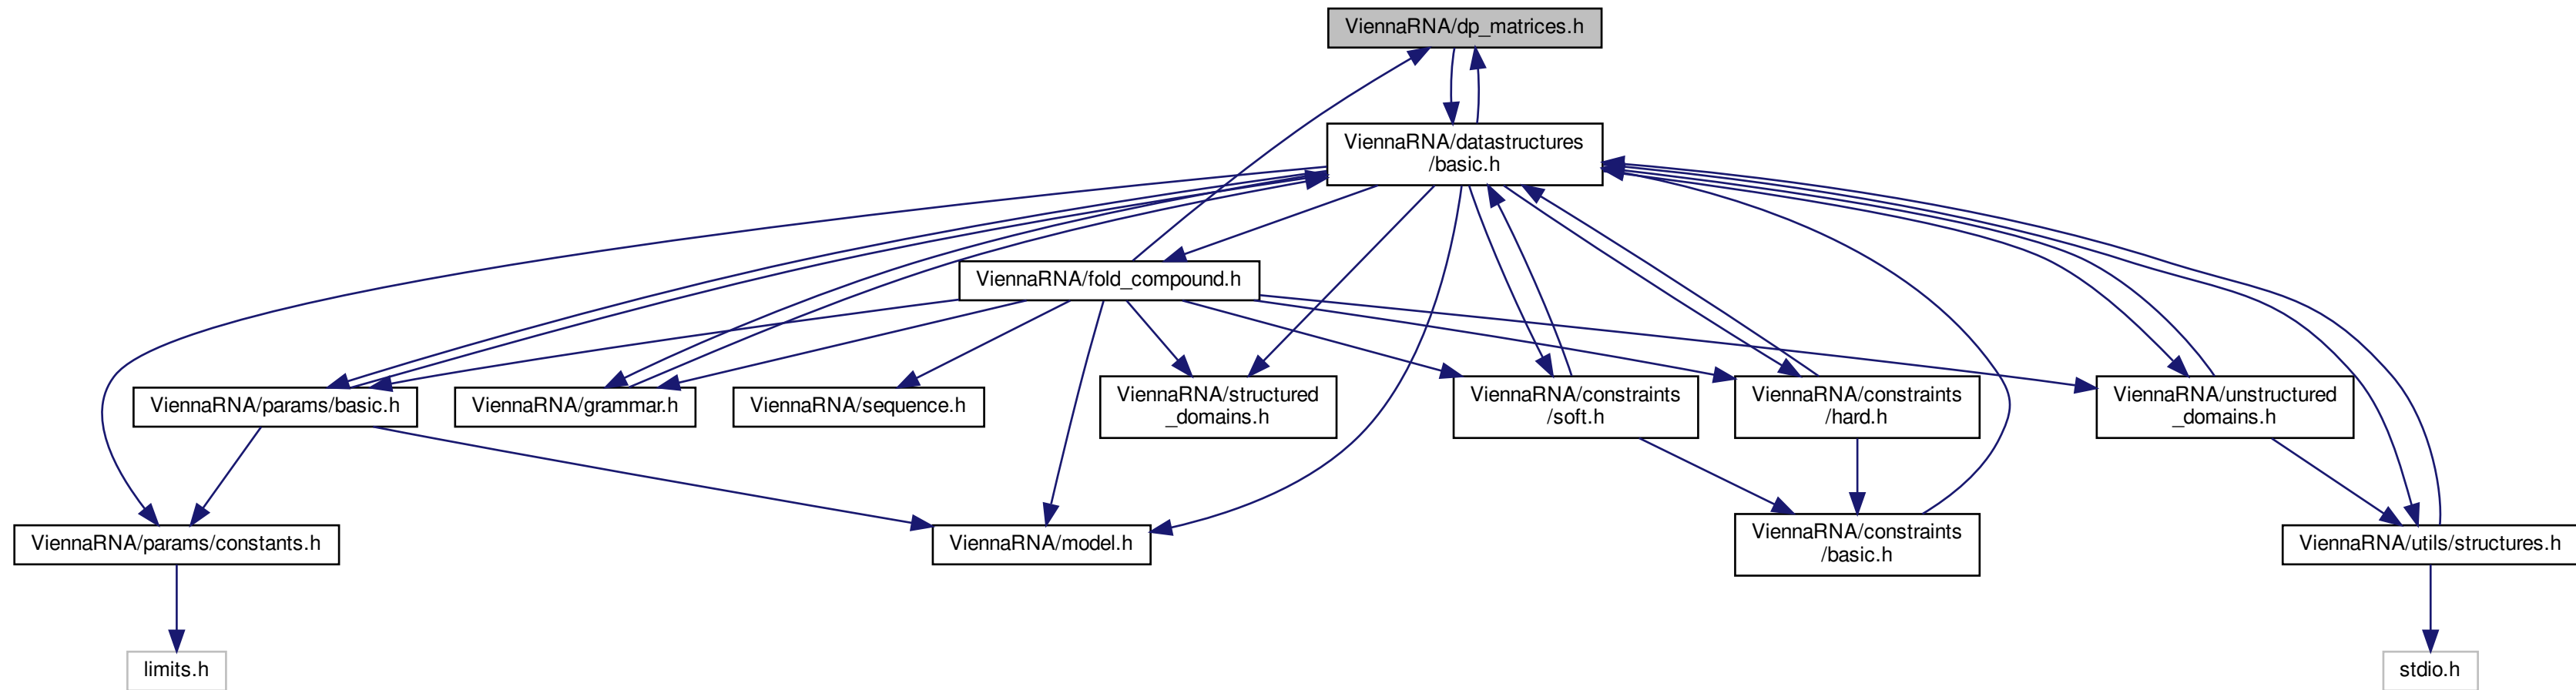 ViennaRNA/dp_matrices.h
ViennaRNA/datastructures
/basic.h
ViennaRNA/fold_compound.h
ViennaRNA/params/basic.h
ViennaRNA/grammar.h
ViennaRNA/sequence.h
ViennaRNA/structured
_domains.h
ViennaRNA/constraints
/soft.h
ViennaRNA/constraints
/hard.h
ViennaRNA/unstructured
_domains.h
ViennaRNA/params/constants.h
ViennaRNA/model.h
ViennaRNA/constraints
/basic.h
ViennaRNA/utils/structures.h
limits.h
stdio.h